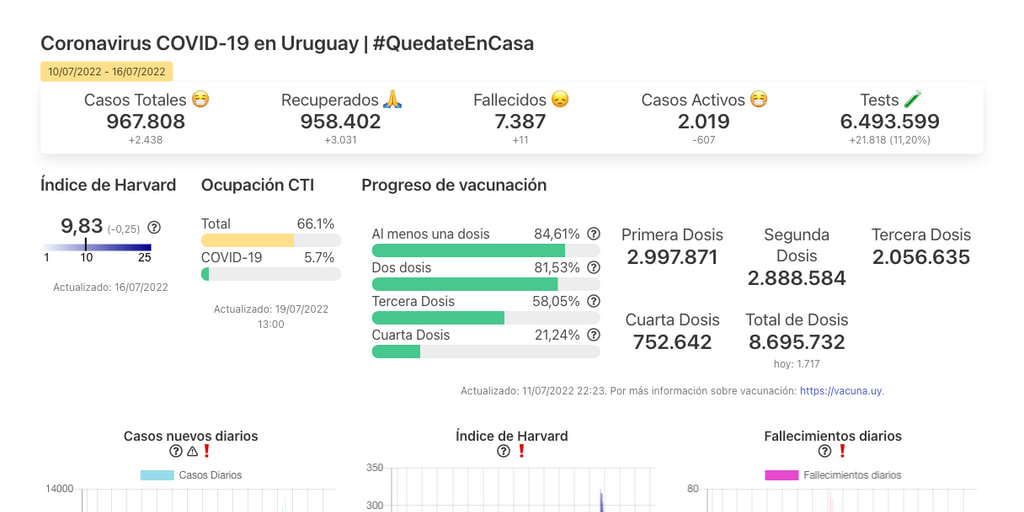 Coronavirus COVID-19 en Uruguay | #QuedateEnCasa
10/07/2022 - 16/07/2022
Casos Totales 😷
967.808
+2.438
Recuperados 🙏
958.402
+3.031
Fallecidos 😞
7.387
+11
Casos Activos 😷
2.019
-607
Tests 🧪
6.493.599
+21.818 (11,20%)
Índice de Harvard
9,83 (-0,25)
1 10 25
Actualizado: 16/07/2022
Ocupación CTI
Total 66.1%
COVID-19 5.7%
Actualizado: 19/07/2022
13:00
Progreso de vacunación
Al menos una dosis 84,61%
Dos dosis 81,53%
Tercera Dosis 58,05%
Cuarta Dosis 21,24%
Primera Dosis
2.997.871
Segunda
Dosis
2.888.584
Tercera Dosis
2.056.635
Cuarta Dosis
752.642
Total de Dosis
8.695.732
hoy: 1.717
Actualizado: 11/07/2022 22:23. Por más información sobre vacunación: https://vacuna.uy.
Casos nuevos diarios
Casos Diarios
14000
Índice de Harvard
350
300
Fallecimientos diarios
Fallecimientos diarios
80